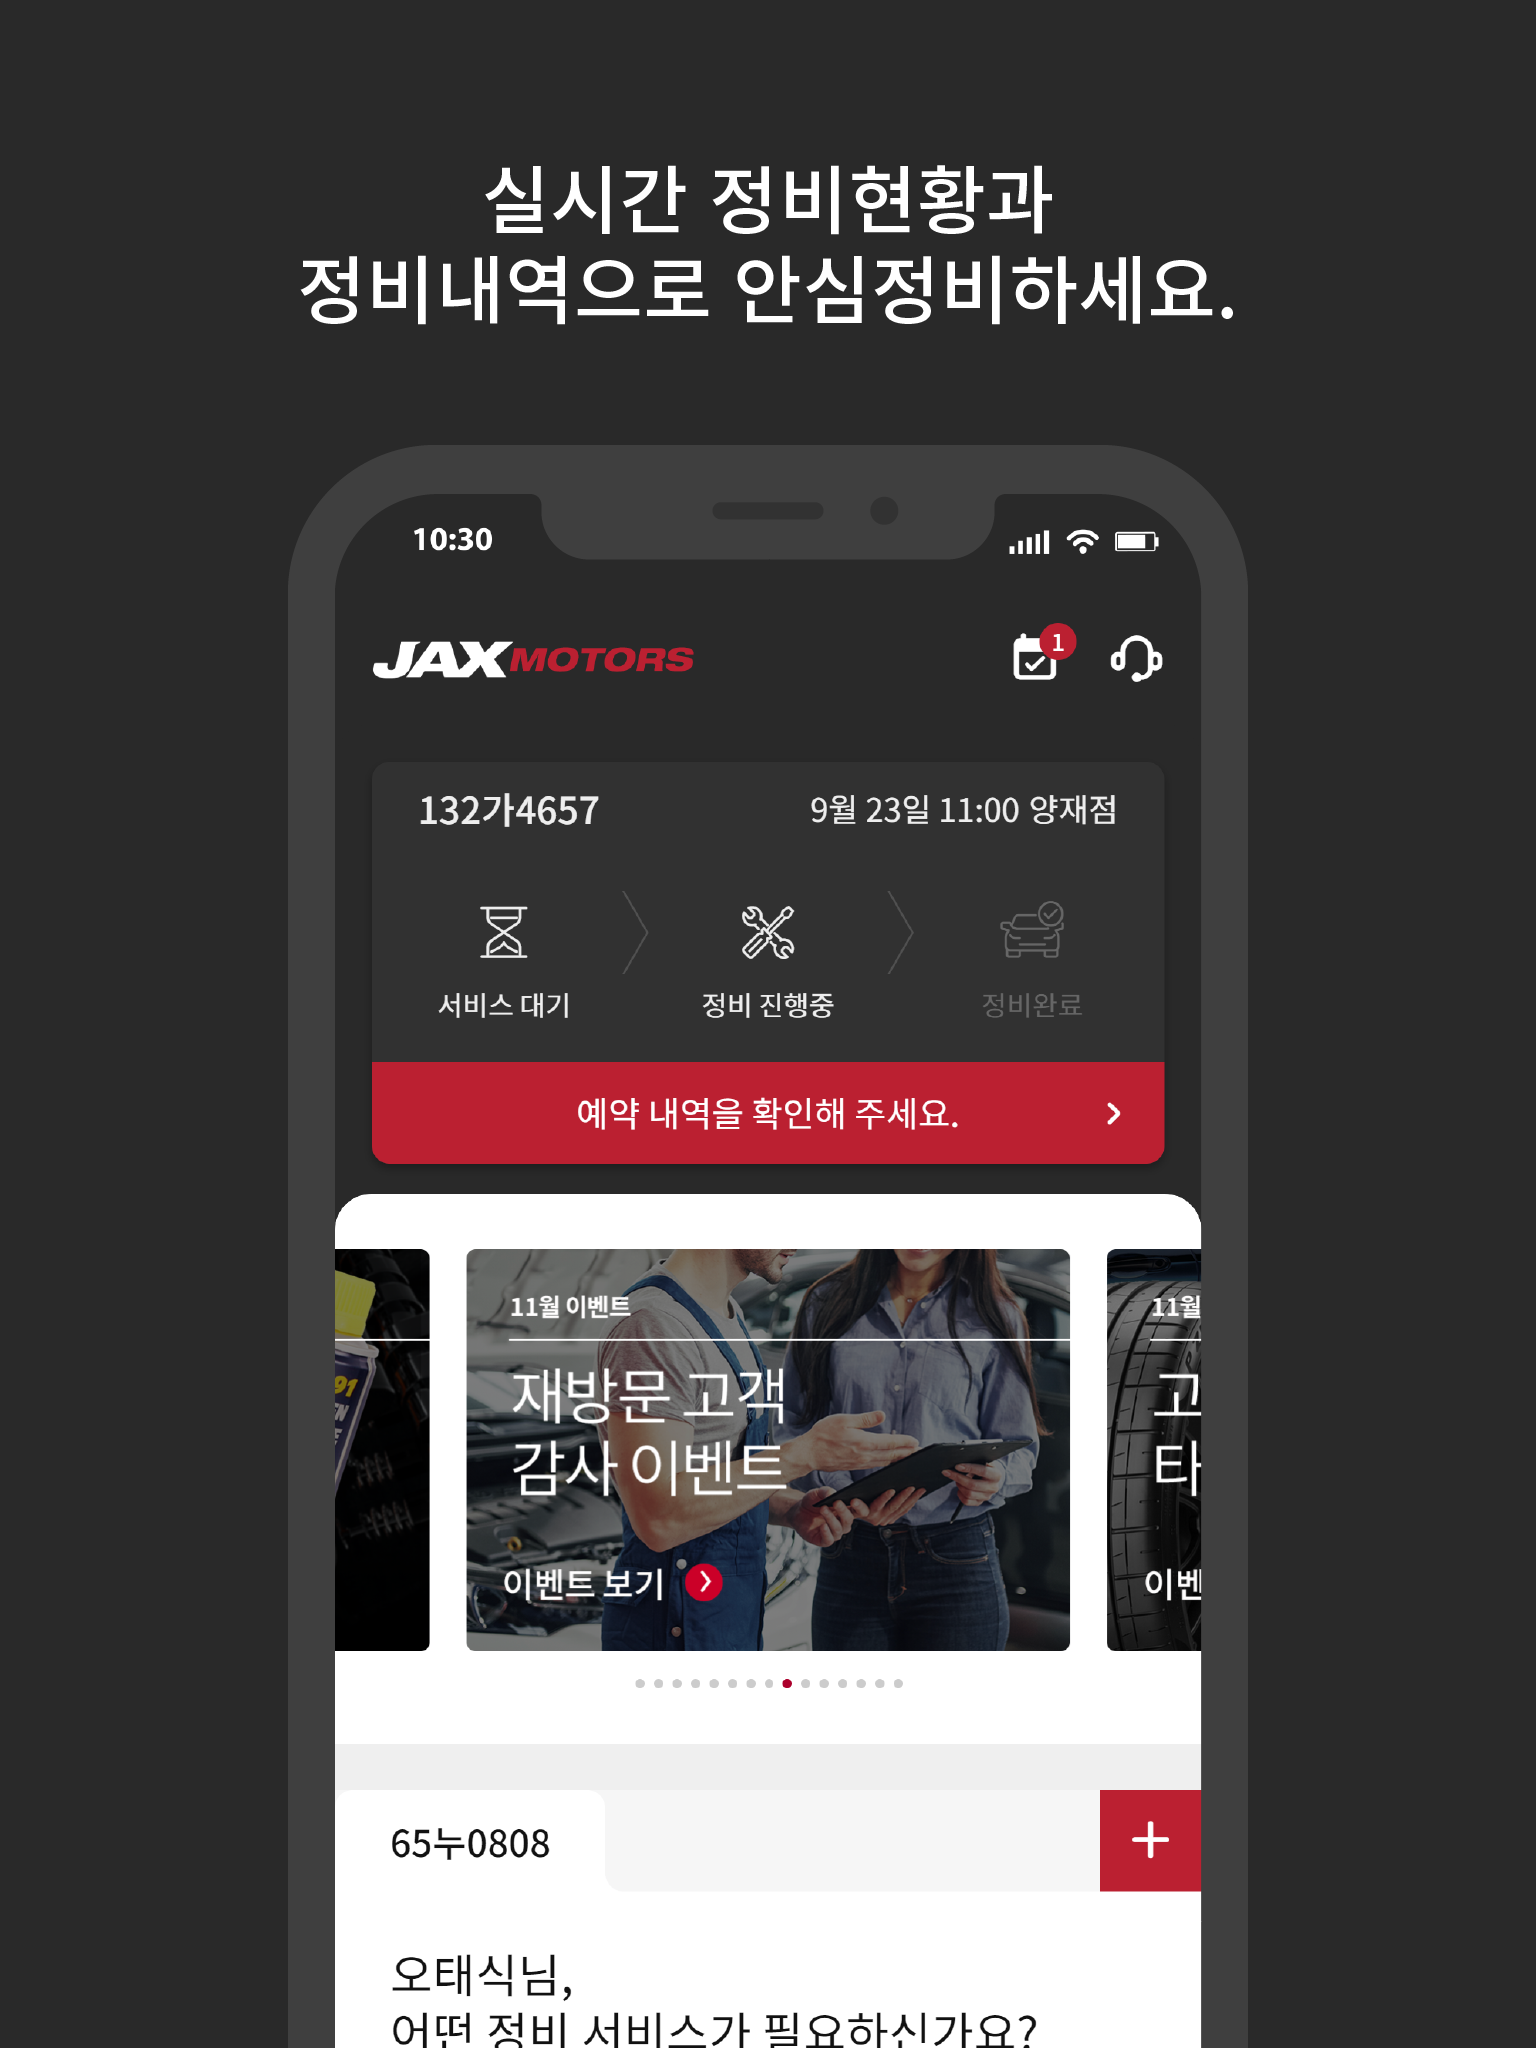 실시간 정비현황과
정비내역으로 안심정비하세요.
10:30
JAX MOTORS
1
132가4657
9월 23일 11:00 양재점
서비스 대기
정비 진행중
정비완료
예약 내역을 확인해 주세요.
91
11월 이벤트
재방문 고객
감사 이벤트
이벤트 보기
11월
고
타
이벤
65누0808
오태식님,
어떤 정비 서비스가 필요하신가요?